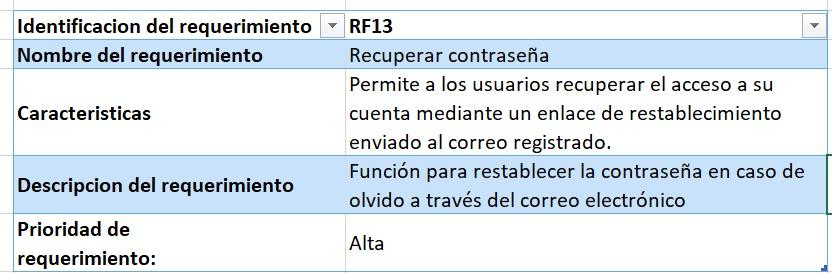 Identificacion del requerimiento RF13
Nombre del requerimiento Recuperar contraseña
Caracteristicas
Permite a los usuarios recuperar el acceso a su
cuenta mediante un enlace de restablecimiento
enviado al correo registrado.
Descripcion del requerimiento
Función para restablecer la contraseña en caso de
olvido a través del correo electrónico
Prioridad de
requerimiento:
Alta